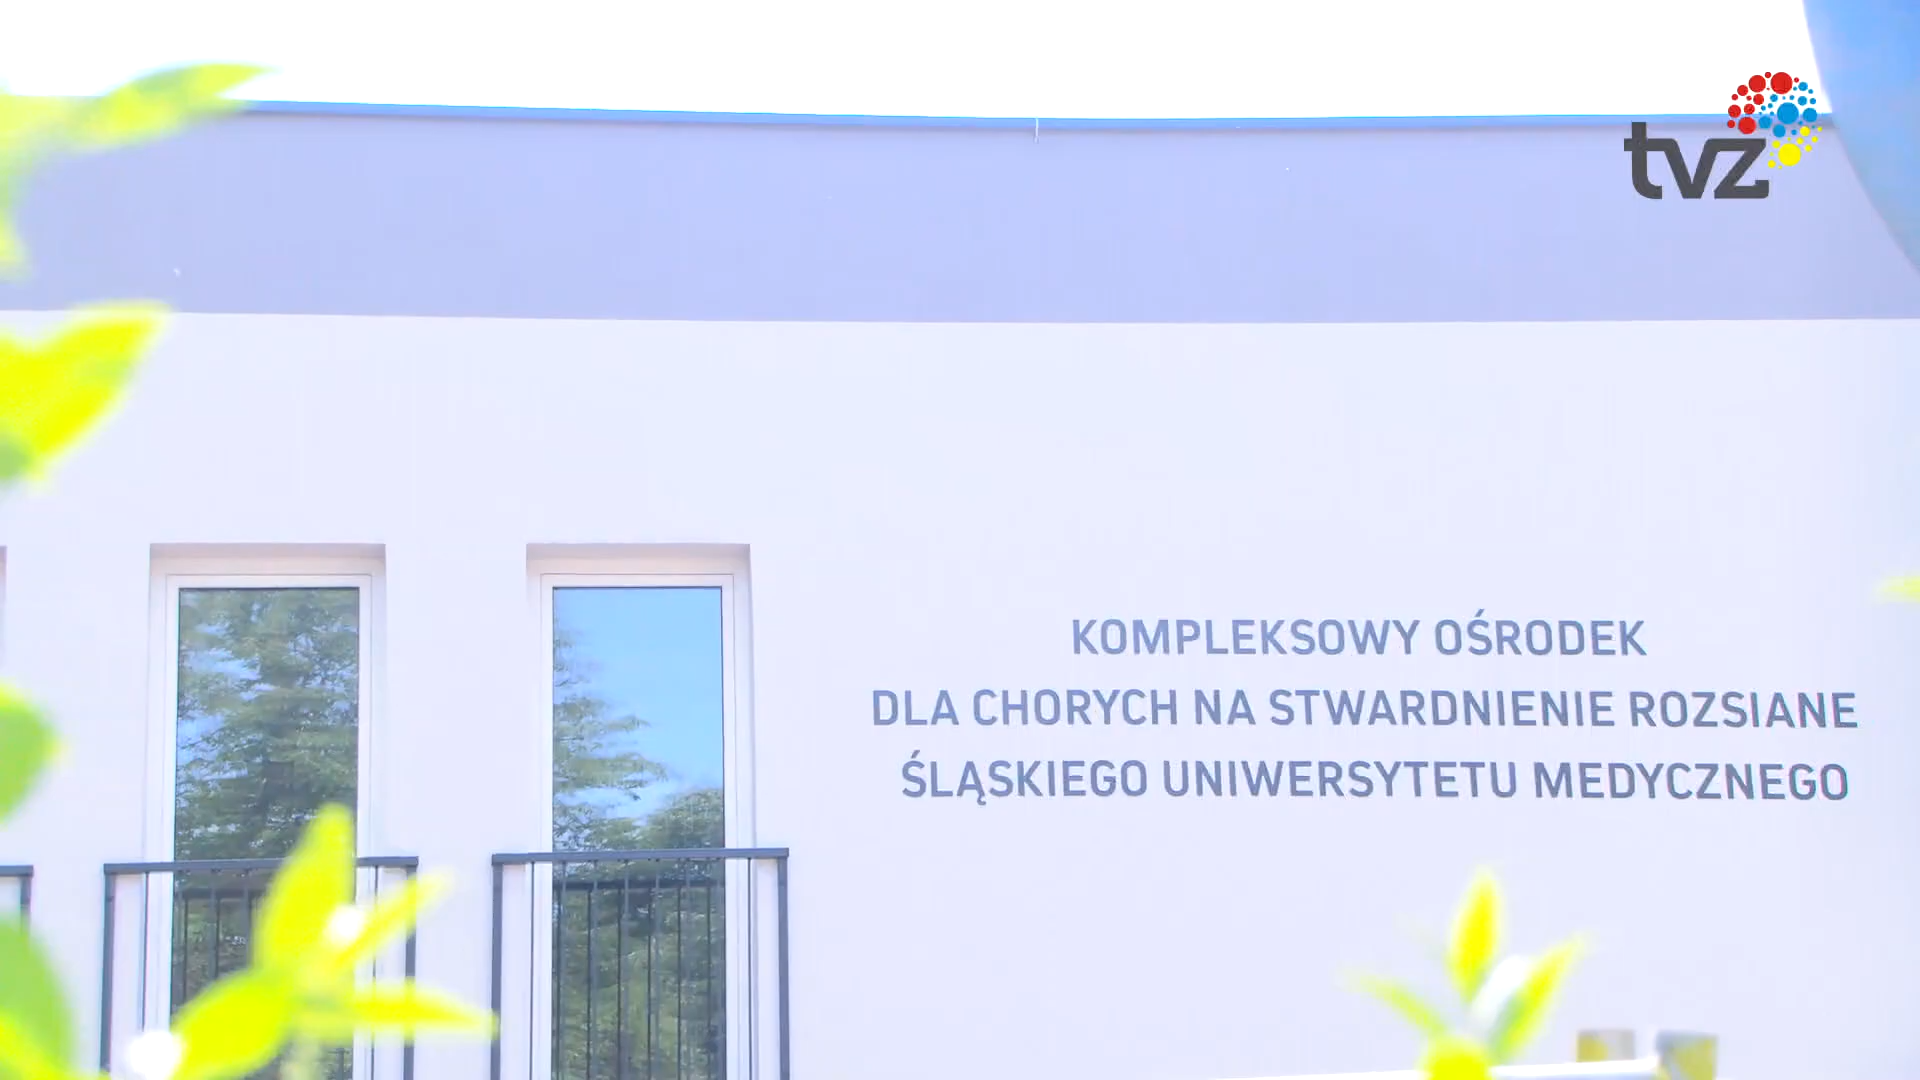 tvz
KOMPLEKSOWY OŚRODEK
DLA CHORYCH NA STWARDNIENIE ROZSIANE
ŚLĄSKIEGO UNIWERSYTETU MEDYCZNEGO